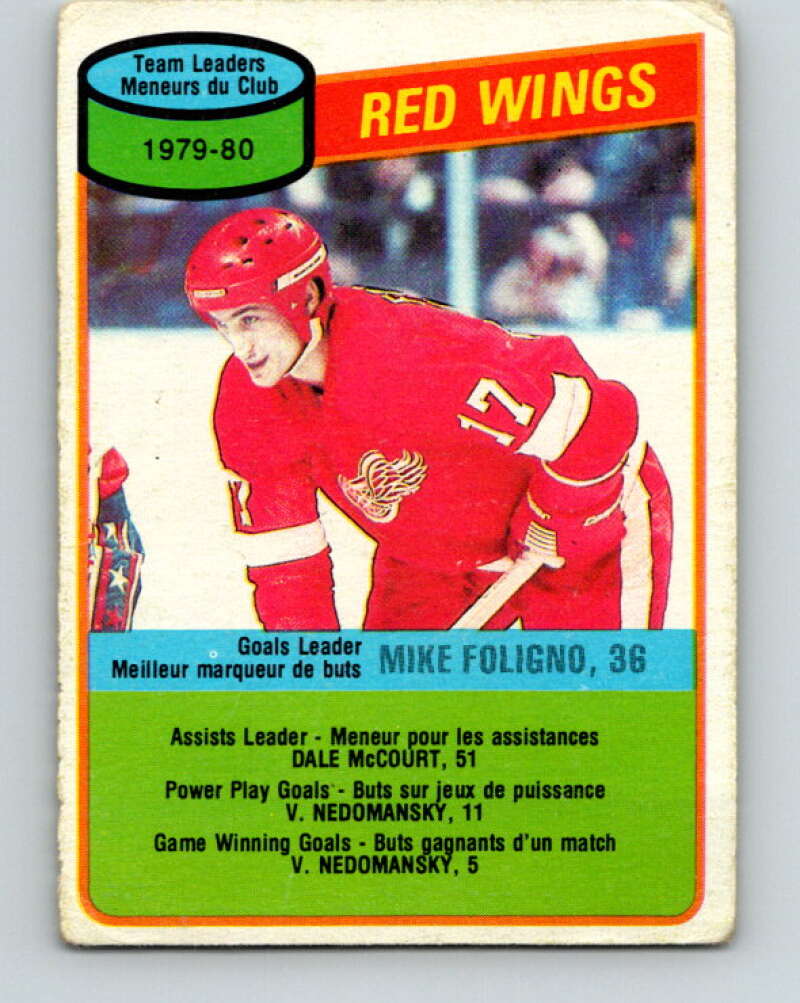 Team Leaders
Meneurs du Club
1979-80
RED WINGS
17
Goals Leader
Meilleur marqueur de buts
MIKE FOLIGNO, 36
Assists Leader - Meneur pour les assistances
DALE McCOURT, 51
Power Play Goals - Buts sur jeux de puissance
V. NEDOMANSKY, 11
Game Winning Goals - Buts gagnants d'un match
V. NEDOMANSKY, 5